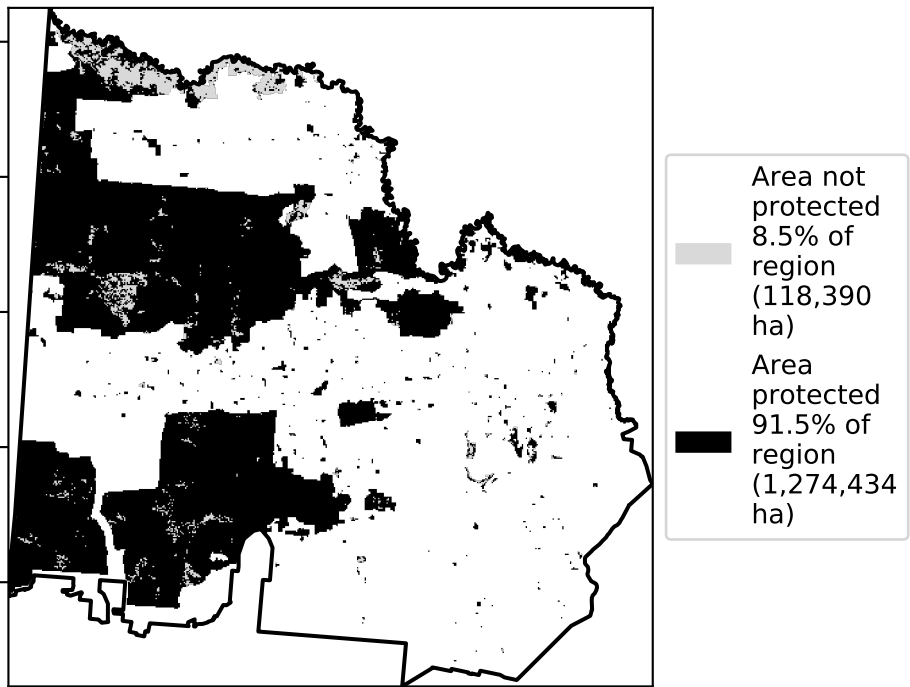 Area not
protected
8.5% of
region
(118,390
ha)
Area
protected
91.5% of
region
(1,274,434
ha)